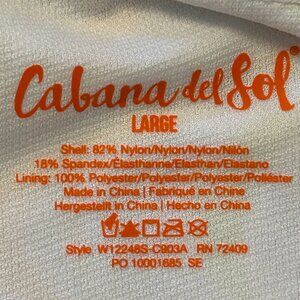 Cabana del Sol®
LARGE
Shell: 82% Nylon/Nylon/Nylon/Nilón
18% Spandex/Élasthanne/Elasthan/Elastano
Lining: 100% Polyester/Polyester/Polyester/Poliéster
Made in China | Fabriqué en Chine
Hergestellt in China | Hecho en China
Style W12248S-C903A RN 72409
PO 10001685 SE